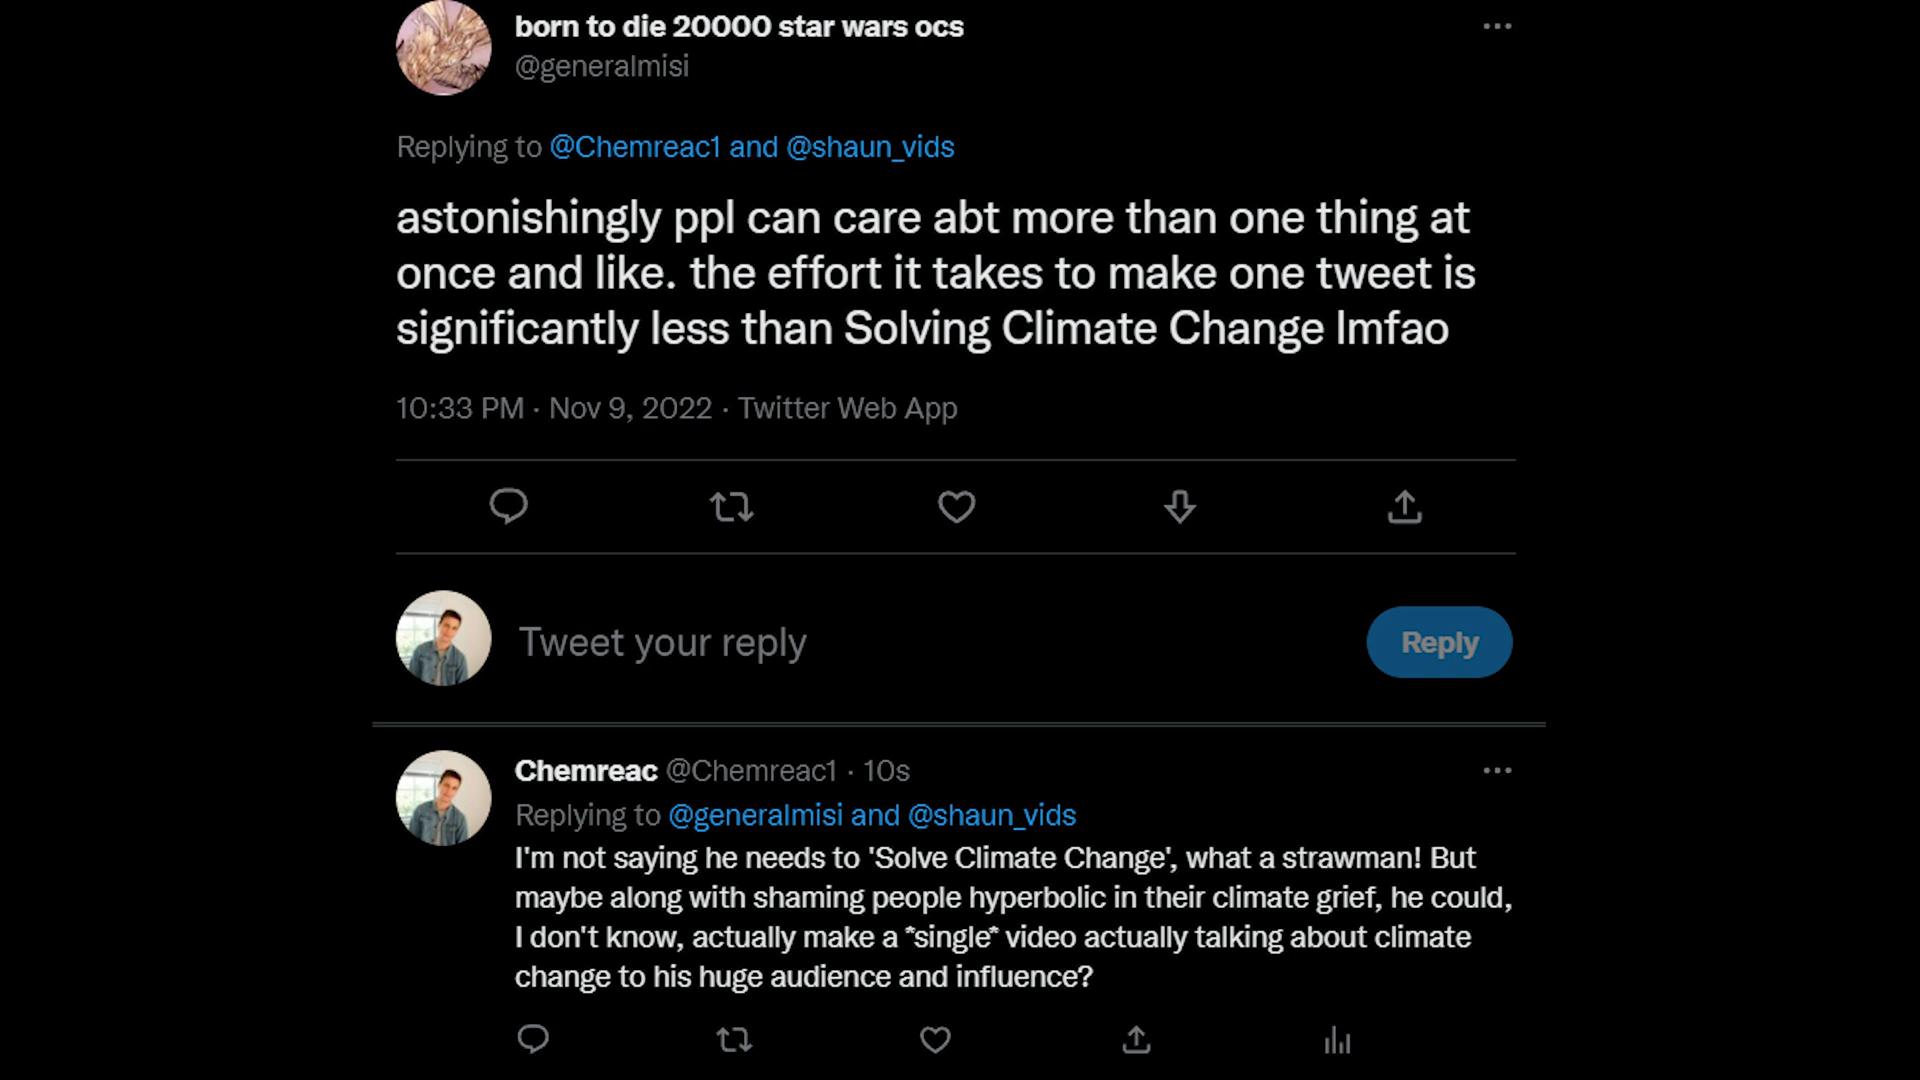 born to die 20000 star wars ocs
@generalmisi
Replying to @Chemreac1 and @shaun_vids
astonishingly ppl can care abt more than one thing at
once and like. the effort it takes to make one tweet is
significantly less than Solving Climate Change lmfao
10:33 PM · Nov 9, 2022 · Twitter Web App
Tweet your reply
Reply
Chemreac @Chemreac1 · 10s
Replying to @generalmisi and @shaun_vids
I'm not saying he needs to 'Solve Climate Change', what a strawman! But
maybe along with shaming people hyperbolic in their climate grief, he could,
I don't know, actually make a *single* video actually talking about climate
change to his huge audience and influence?